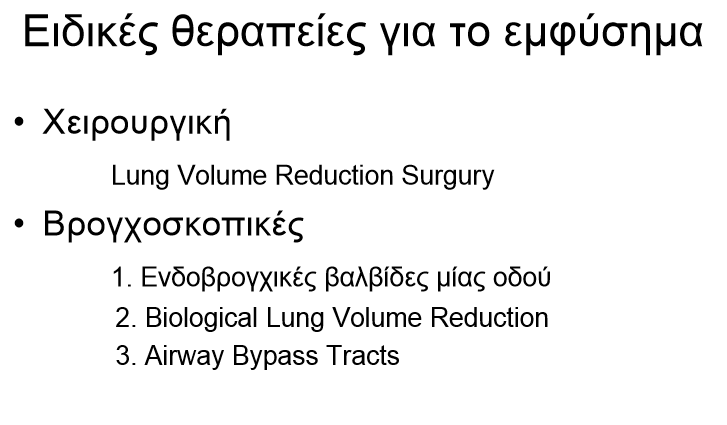 Ειδικές θεραπείες για το εμφύσημα
• Χειρουργική
Lung Volume Reduction Surgury
• Βρογχοσκοπικές
1. Ενδοβρογχικές βαλβίδες μίας οδού
2. Biological Lung Volume Reduction
3. Airway Bypass Tracts